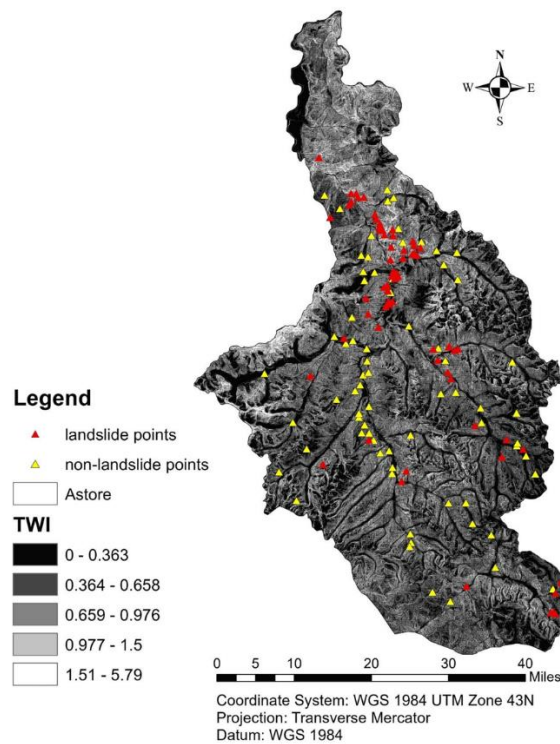 N
W E
S
Legend
landslide points
non-landslide points
Astore
TWI
0 - 0.363
0.364 - 0.658
0.659 - 0.976
0.977 - 1.5
1.51 - 5.79
0 5 10 20 30 40
Miles
Coordinate System: WGS 1984 UTM Zone 43N
Projection: Transverse Mercator
Datum: WGS 1984